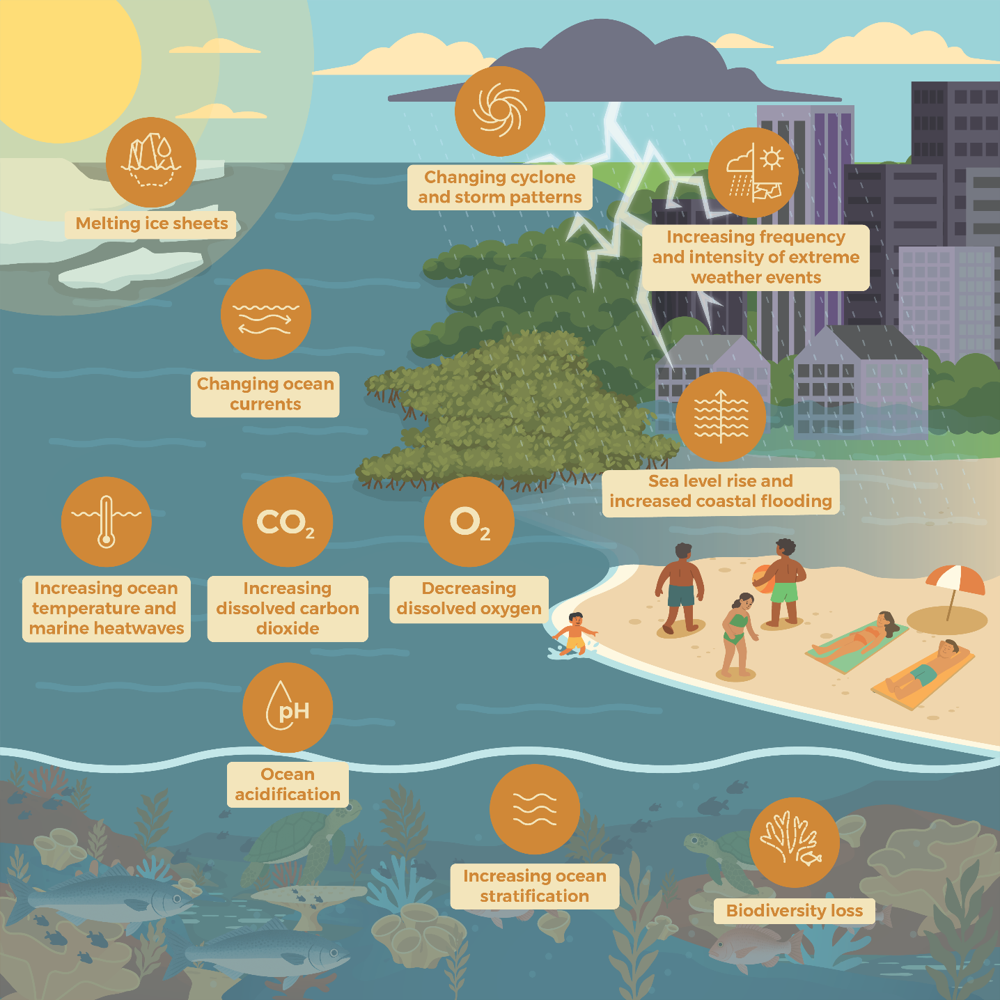 Changing cyclone
and storm patterns
Melting ice sheets
Increasing frequency
and intensity of extreme
weather events
Changing ocean
currents
Sea level rise and
increased coastal flooding
CO2
O2
Increasing ocean
temperature and
marine heatwaves
Increasing
dissolved carbon
dioxide
Decreasing
dissolved oxygen
pH
Ocean
acidification
Increasing ocean
stratification
Biodiversity loss